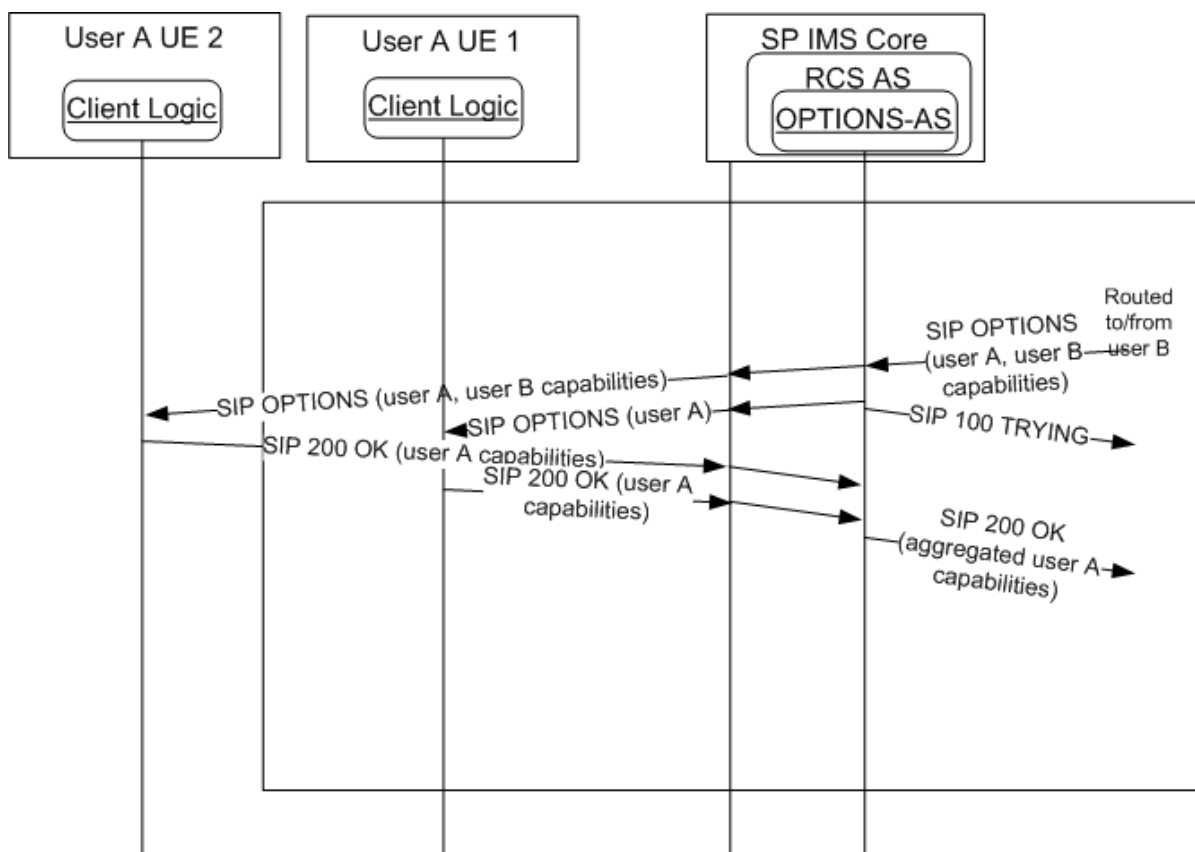 User A UE 2
Client Logic
User A UE 1
Client Logic
SP IMS Core
RCS AS
OPTIONS-AS
Routed
to/from
user B
SIP OPTIONS
(user A, user B
capabilities)
SIP OPTIONS (user A, user B capabilities)
SIP OPTIONS (user A)
SIP 100 TRYING
SIP 200 OK (user A capabilities)
SIP 200 OK (user A
capabilities)
SIP 200 OK
(aggregated user A
capabilities)